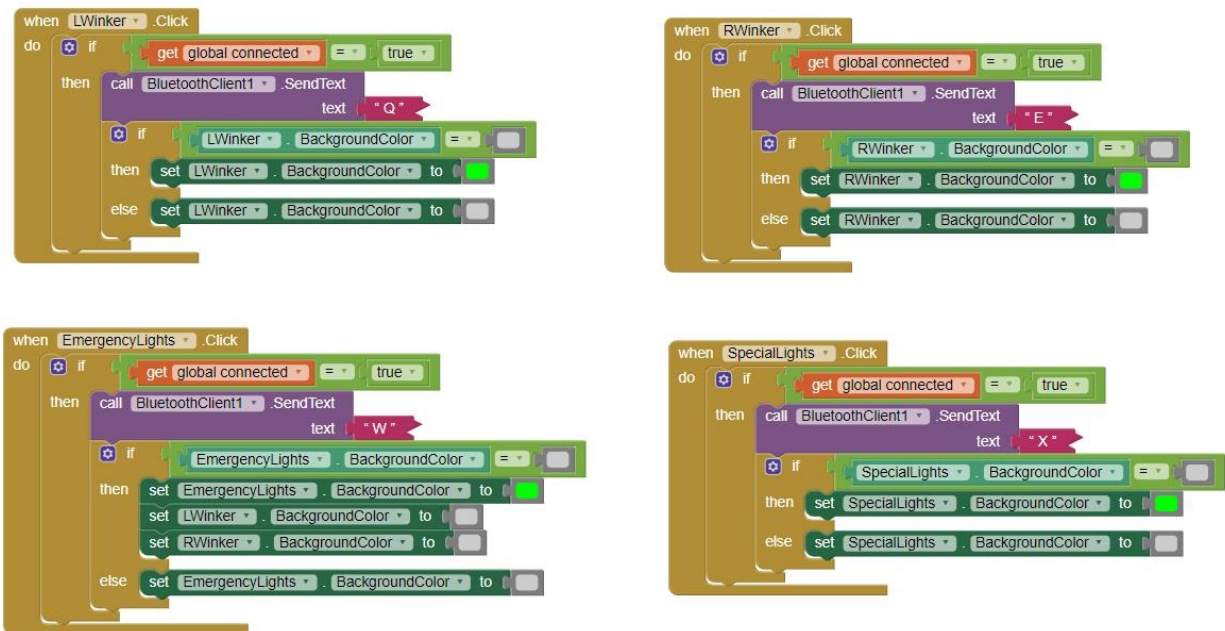 when LWinker .Click
do if get global connected = true
then call BluetoothClient1 .SendText
text "Q"
if LWinker . BackgroundColor =
then set LWinker . BackgroundColor to
else set LWinker . BackgroundColor to
when RWinker .Click
do if get global connected = true
then call BluetoothClient1 .SendText
text "E"
if RWinker . BackgroundColor =
then set RWinker . BackgroundColor to
else set RWinker . BackgroundColor to
when EmergencyLights .Click
do if get global connected = true
then call BluetoothClient1 .SendText
text "W"
if EmergencyLights . BackgroundColor =
then set EmergencyLights . BackgroundColor to
set LWinker . BackgroundColor to
set RWinker . BackgroundColor to
else set EmergencyLights . BackgroundColor to
when SpecialLights .Click
do if get global connected = true
then call BluetoothClient1 .SendText
text "X"
if SpecialLights . BackgroundColor =
then set SpecialLights . BackgroundColor to
else set SpecialLights . BackgroundColor to